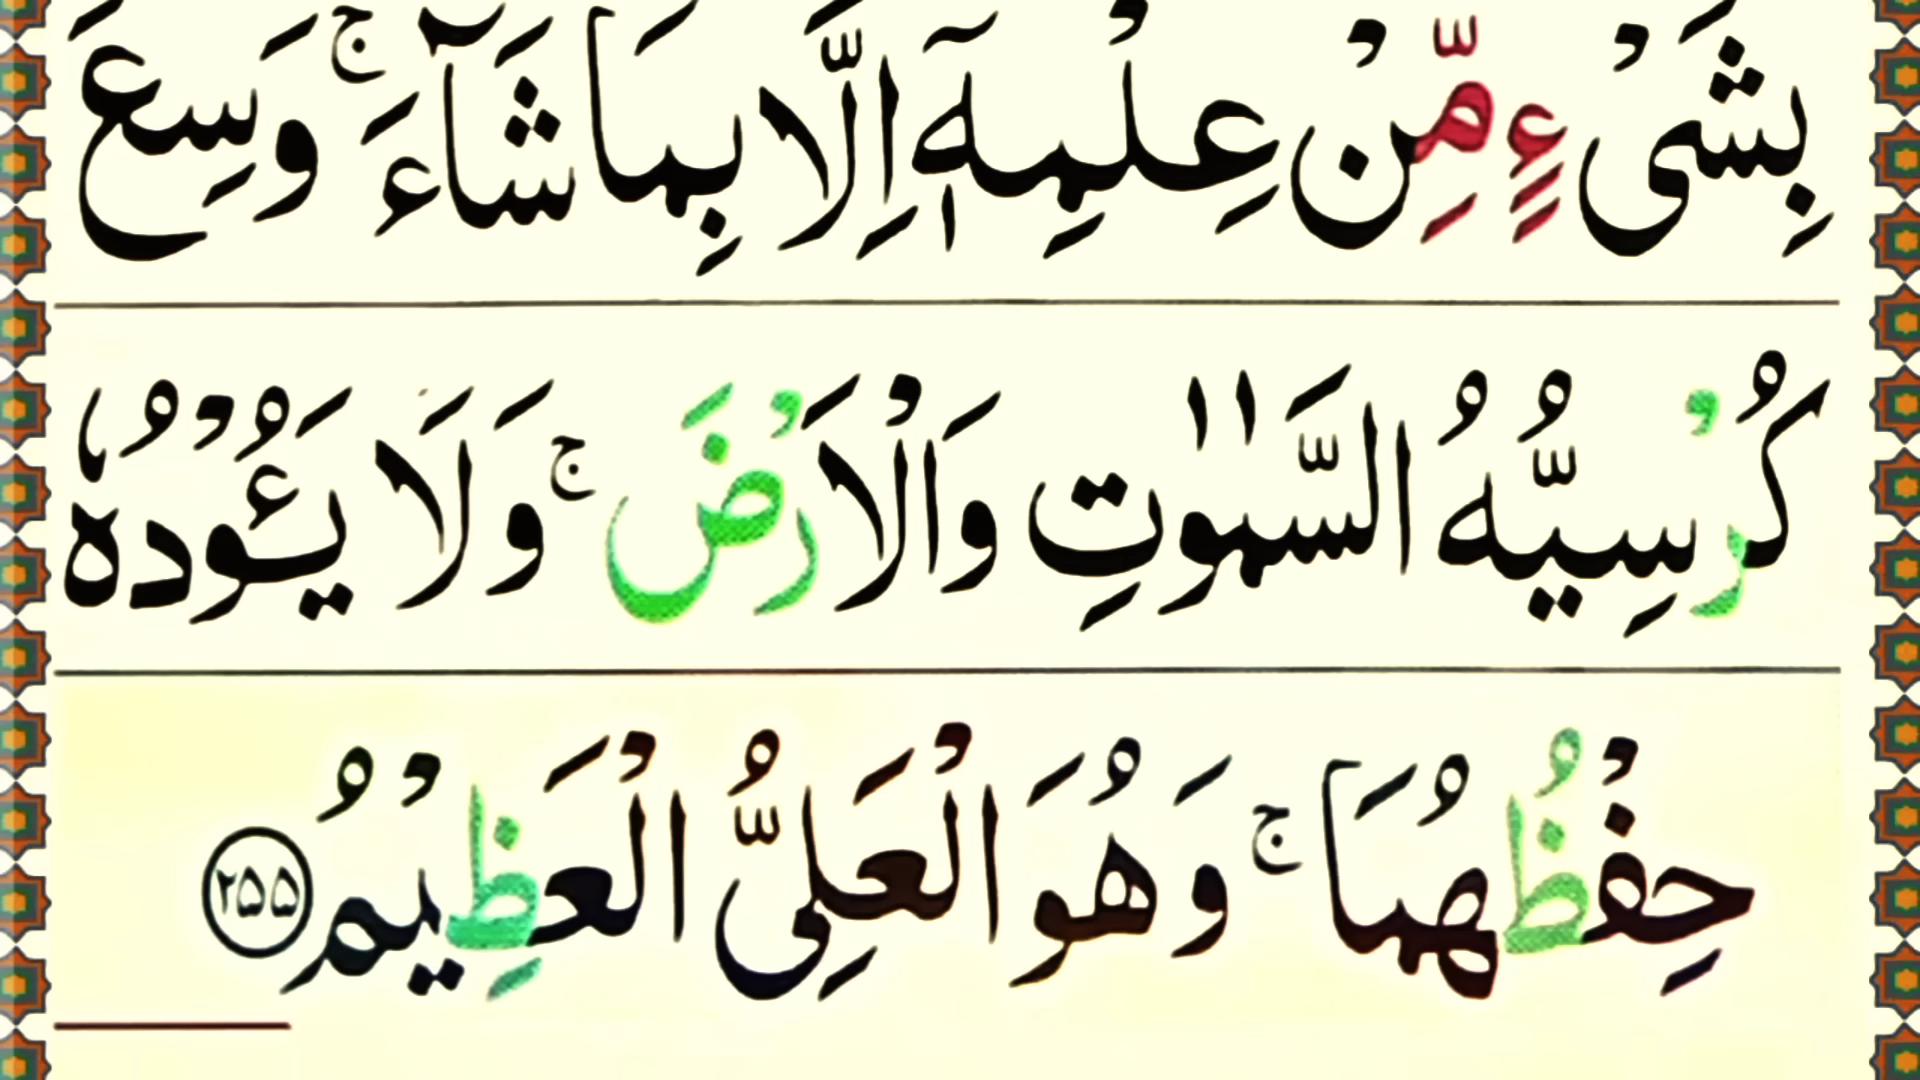 بِشَیْءٍ مِّنْ عِلْمِهٖۤ اِلَّا بِمَا شَآءَ ۚ وَسِعَ
كُرْسِیُّهُ السَّمٰوٰتِ وَالْاَرْضَ ۚ وَلَا یَـُٔوْدُهٗ
حِفْظُهُمَا ۚ وَهُوَ الْعَلِیُّ الْعَظِیْمُ ﴿۲۵۵﴾